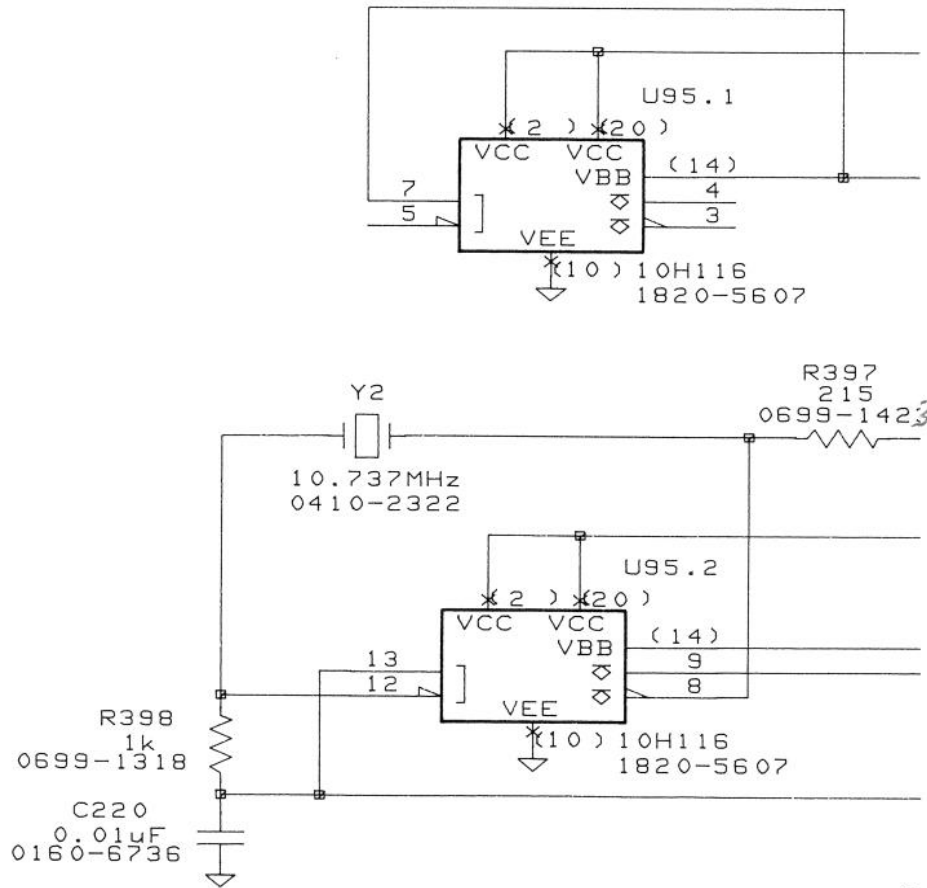 U95.1
(2 ) (20)
VCC VCC
VBB (14)
7 4
5 3
VEE
(10) 10H116
1820-5607
R397
215
0699-1423
Y2
10.737MHz
0410-2322
U95.2
(2 ) (20)
VCC VCC
VBB (14)
13 9
12 8
VEE
(10) 10H116
1820-5607
R398
1k
0699-1318
C220
0.01uF
0160-6736